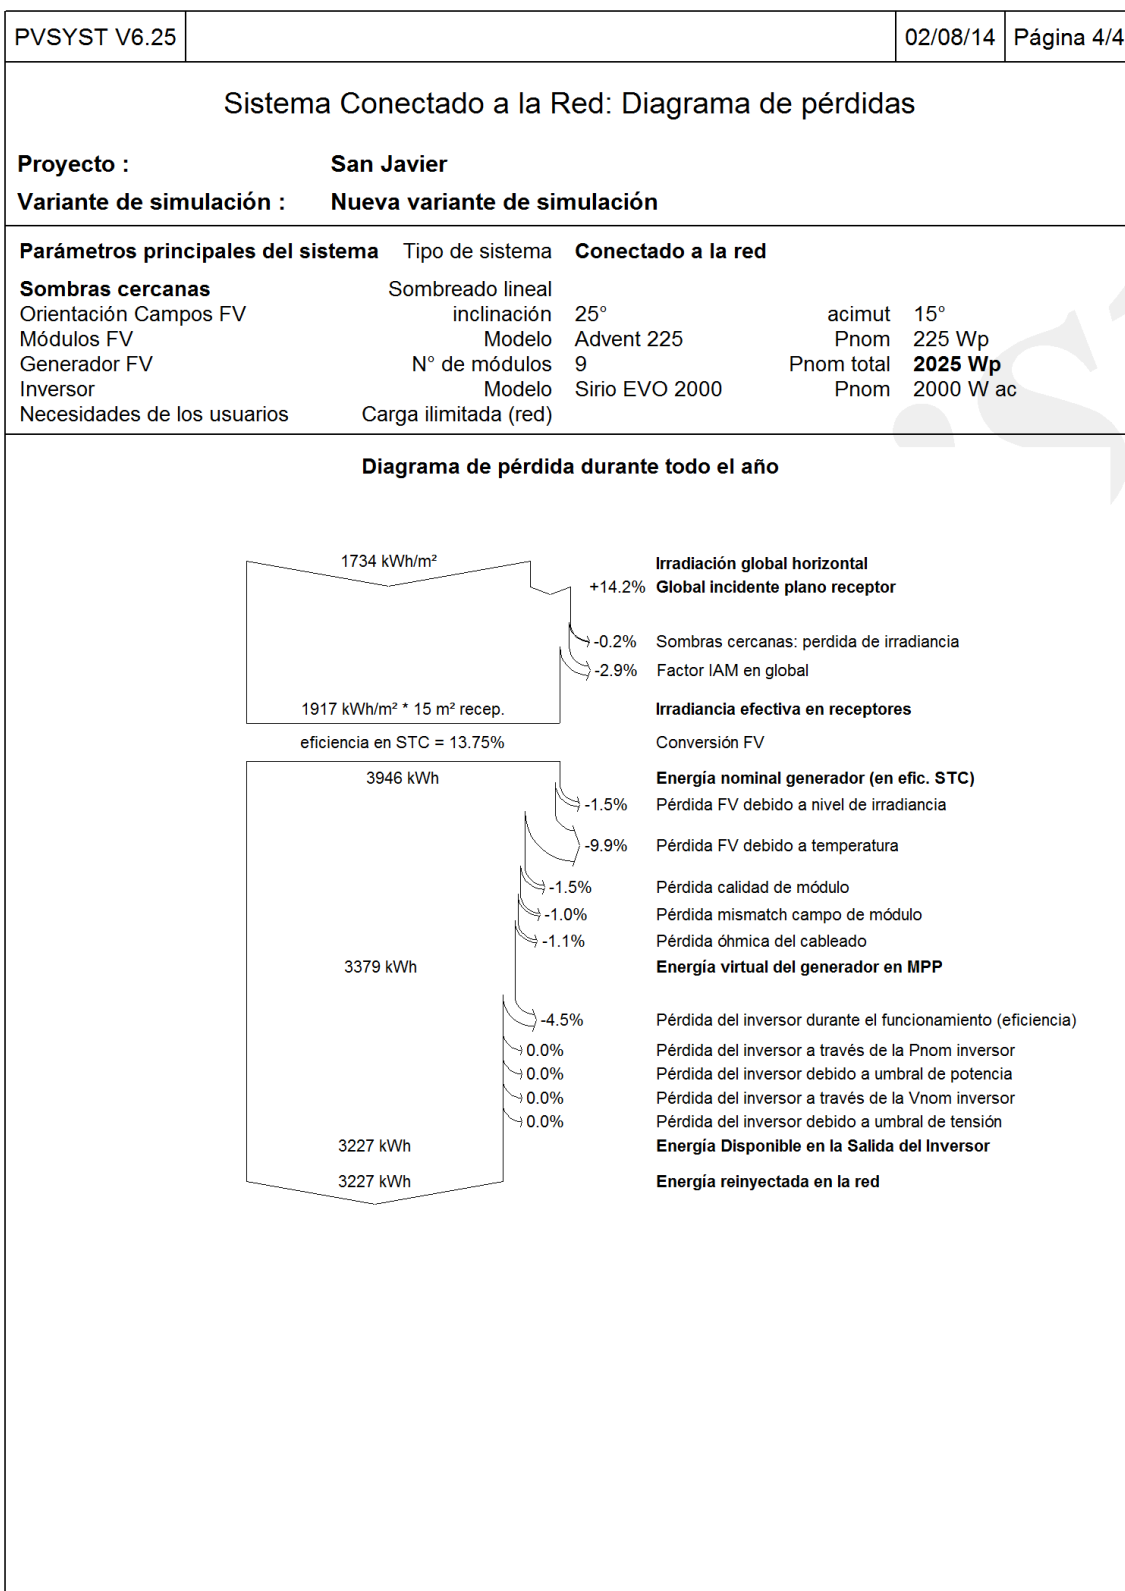 PVSYST V6.25 02/08/14 Página 4/4
Sistema Conectado a la Red: Diagrama de pérdidas
Proyecto : San Javier
Variante de simulación : Nueva variante de simulación
Parámetros principales del sistema Tipo de sistema Conectado a la red
Sombras cercanas Sombreado lineal
Orientación Campos FV inclinación 25° acimut 15°
Módulos FV Modelo Advent 225 Pnom 225 Wp
Generador FV N° de módulos 9 Pnom total 2025 Wp
Inversor Modelo Sirio EVO 2000 Pnom 2000 W ac
Necesidades de los usuarios Carga ilimitada (red)
Diagrama de pérdida durante todo el año
1734 kWh/m² Irradiación global horizontal
+14.2% Global incidente plano receptor
-0.2% Sombras cercanas: perdida de irradiancia
-2.9% Factor IAM en global
1917 kWh/m² * 15 m² recep. Irradiancia efectiva en receptores
eficiencia en STC = 13.75% Conversión FV
3946 kWh Energía nominal generador (en efic. STC)
-1.5% Pérdida FV debido a nivel de irradiancia
-9.9% Pérdida FV debido a temperatura
-1.5% Pérdida calidad de módulo
-1.0% Pérdida mismatch campo de módulo
-1.1% Pérdida óhmica del cableado
3379 kWh Energía virtual del generador en MPP
-4.5% Pérdida del inversor durante el funcionamiento (eficiencia)
0.0% Pérdida del inversor a través de la Pnom inversor
0.0% Pérdida del inversor debido a umbral de potencia
0.0% Pérdida del inversor a través de la Vnom inversor
0.0% Pérdida del inversor debido a umbral de tensión
3227 kWh Energía Disponible en la Salida del Inversor
3227 kWh Energía reinyectada en la red